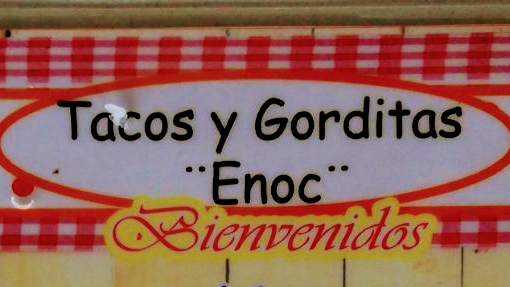 Tacos y Gorditas
¨Enoc¨
Bienvenidos